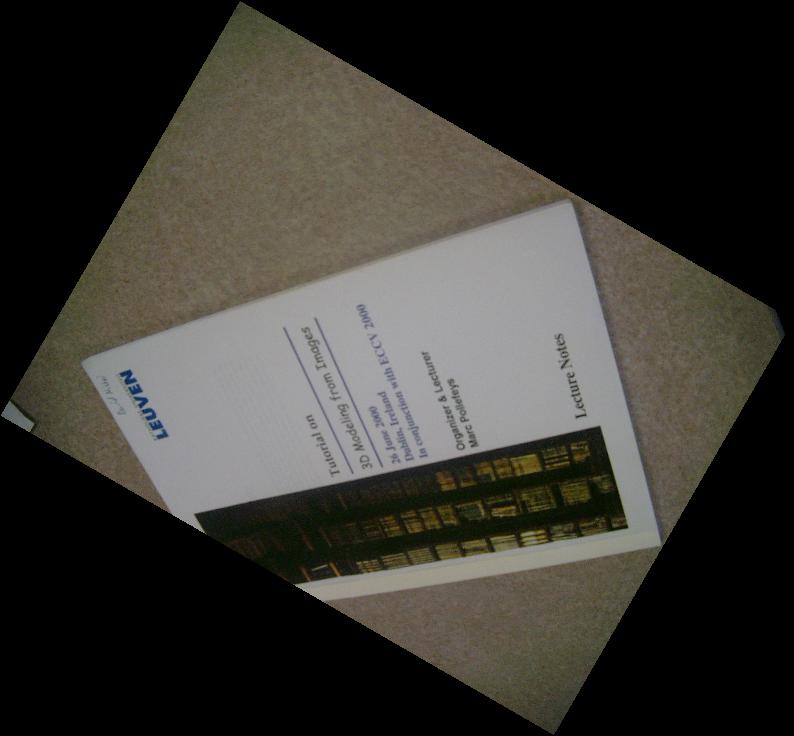 LEUVEN
Tutorial on
3D Modeling from Images
26 June 2000
Dublin, Ireland
In conjunction with ECCV 2000
Organizer & Lecturer
Marc Pollefeys
Lecture Notes